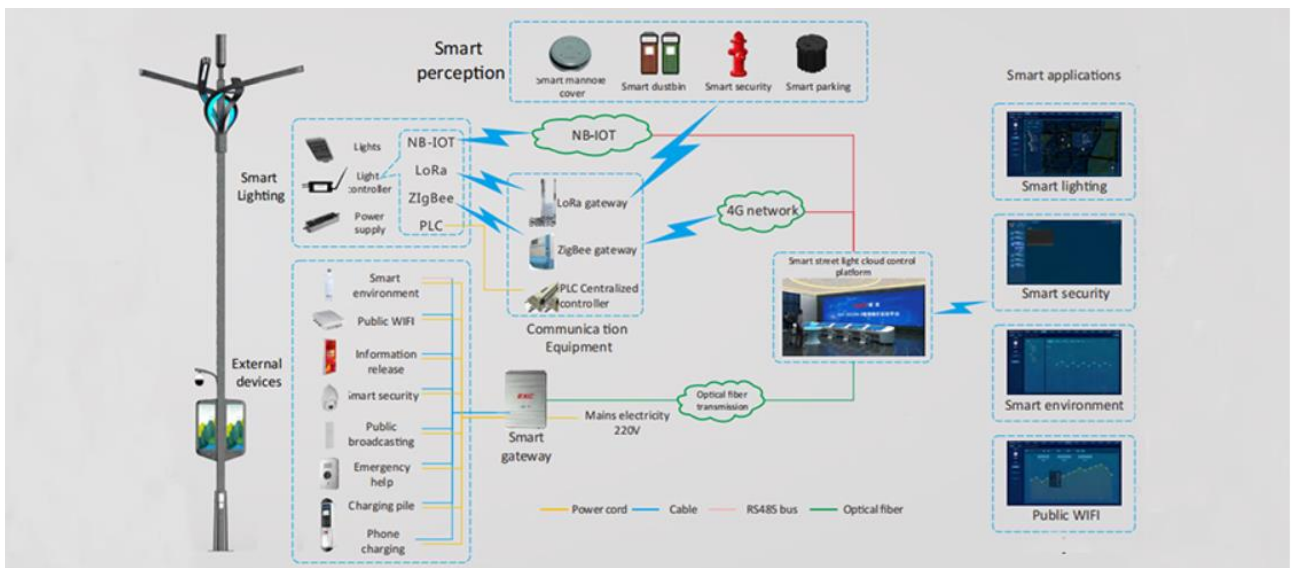 Smart
perception
Smart manhole
cover
Smart dustbin
Smart security
Smart parking
Smart applications
Smart
Lighting
Lights
Light
controller
Power
supply
NB-IOT
LoRa
ZIgBee
PLC
NB-IOT
LoRa gateway
ZigBee gateway
PLC Centralized
controller
Communication
Equipment
4G network
Smart street light cloud control
platform
Smart lighting
Smart security
Smart environment
Public WIFI
External
devices
Smart
environment
Public WIFI
Information
release
Smart security
Public
broadcasting
Emergency
help
Charging pile
Phone
charging
EXC
Smart
gateway
Mains electricity
220V
Optical fiber
transmission
Power cord
Cable
RS485 bus
Optical fiber